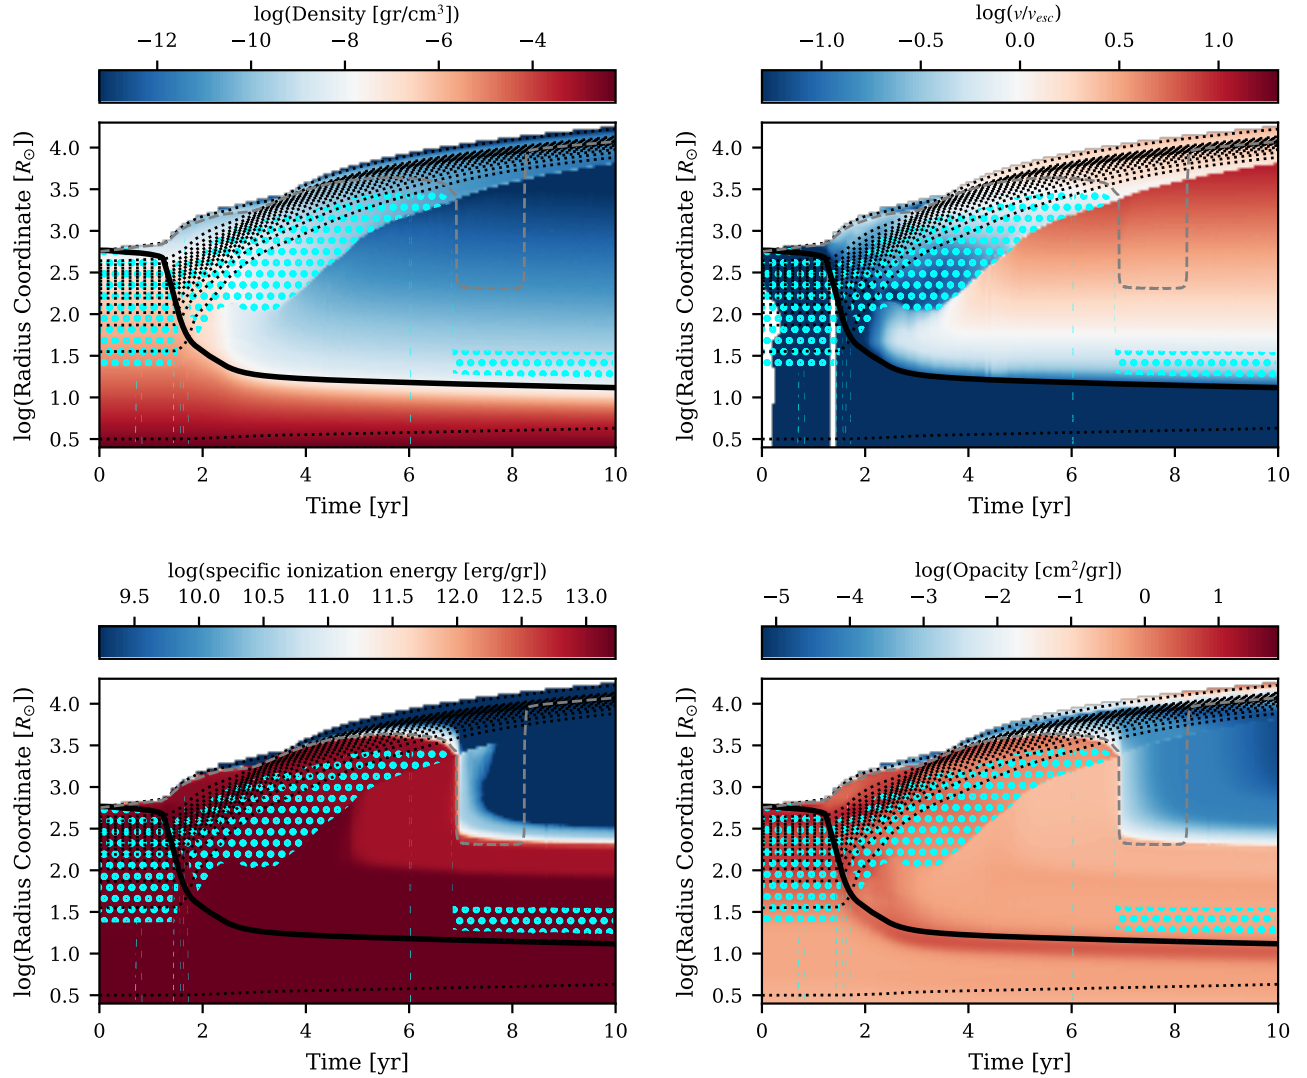 log(Density [gr/cm³])
−12 −10 −8 −6 −4
log(Radius Coordinate [R⊙])
4.0
3.5
3.0
2.5
2.0
1.5
1.0
0.5
0 2 4 6 8 10
Time [yr]
log(v/vesc)
−1.0 −0.5 0.0 0.5 1.0
log(Radius Coordinate [R⊙])
4.0
3.5
3.0
2.5
2.0
1.5
1.0
0.5
0 2 4 6 8 10
Time [yr]
log(specific ionization energy [erg/gr])
9.5 10.0 10.5 11.0 11.5 12.0 12.5 13.0
log(Radius Coordinate [R⊙])
4.0
3.5
3.0
2.5
2.0
1.5
1.0
0.5
0 2 4 6 8 10
Time [yr]
log(Opacity [cm²/gr])
−5 −4 −3 −2 −1 0 1
log(Radius Coordinate [R⊙])
4.0
3.5
3.0
2.5
2.0
1.5
1.0
0.5
0 2 4 6 8 10
Time [yr]